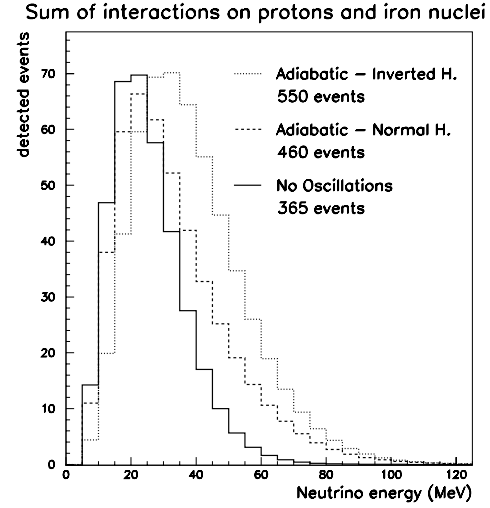 Sum of interactions on protons and iron nuclei
detected events
70
60
50
40
30
20
10
0
Adiabatic – Inverted H.
550 events
Adiabatic – Normal H.
460 events
No Oscillations
365 events
0 20 40 60 80 100 120
Neutrino energy (MeV)